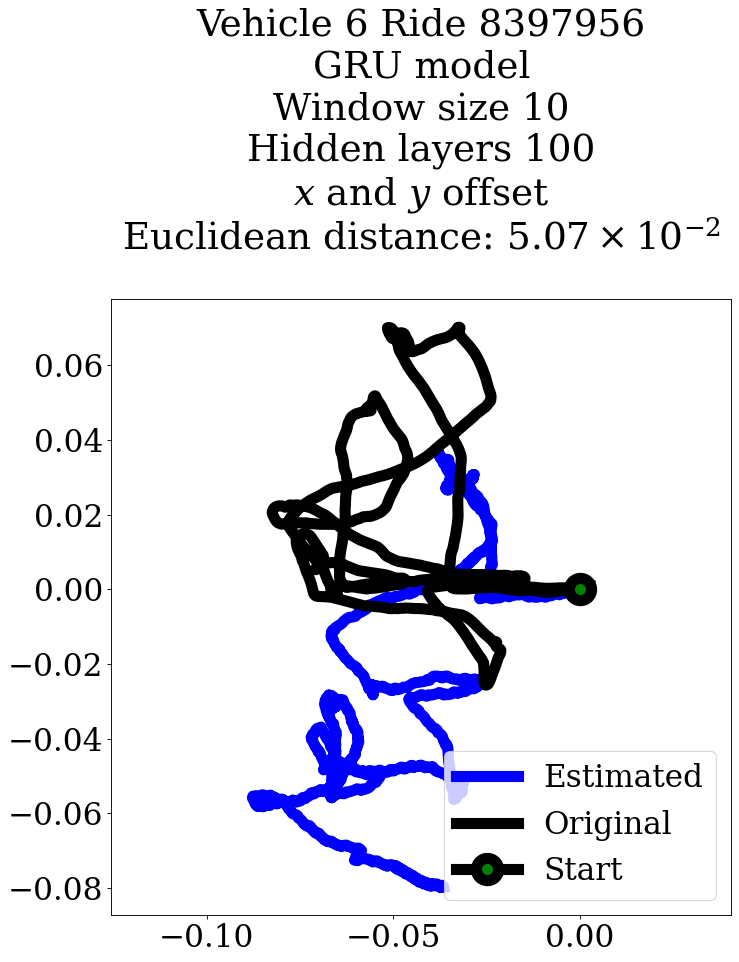 Vehicle 6 Ride 8397956
GRU model
Window size 10
Hidden layers 100
x and y offset
Euclidean distance: 5.07 × 10⁻²
0.06
0.04
0.02
0.00
−0.02
−0.04
−0.06
−0.08
Estimated
Original
Start
−0.10 −0.05 0.00